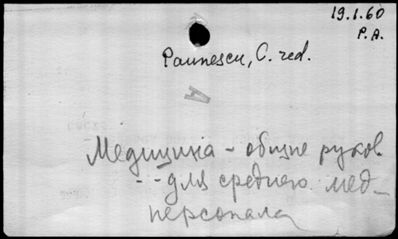 19.1.60
P.A.
Paunescu, C. red.
A
Медицина - общие руков.
-- для среднего мед-
персонала